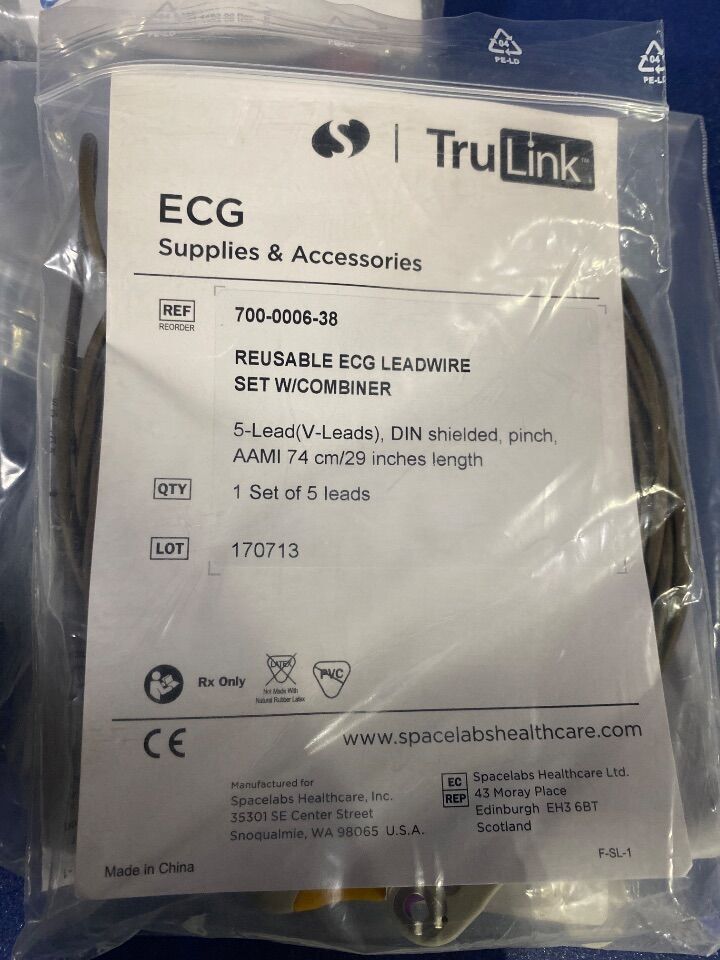 04
PE-LD
04
PE-LD
S | TruLink™
ECG
Supplies & Accessories
REF
REORDER
700-0006-38
REUSABLE ECG LEADWIRE
SET W/COMBINER
5-Lead(V-Leads), DIN shielded, pinch,
AAMI 74 cm/29 inches length
QTY
1 Set of 5 leads
LOT
170713
Rx Only
LATEX
Not Made With
Natural Rubber Latex
PVC
CE
www.spacelabshealthcare.com
Manufactured for
Spacelabs Healthcare, Inc.
35301 SE Center Street
Snoqualmie, WA 98065 U.S.A.
EC
REP
Spacelabs Healthcare Ltd.
43 Moray Place
Edinburgh EH3 6BT
Scotland
F-SL-1
Made in China